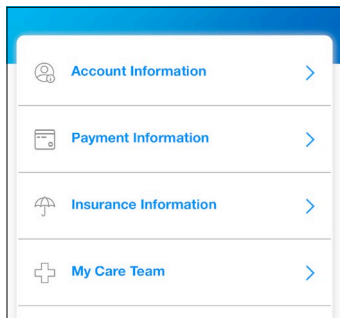 Account Information
Payment Information
Insurance Information
My Care Team